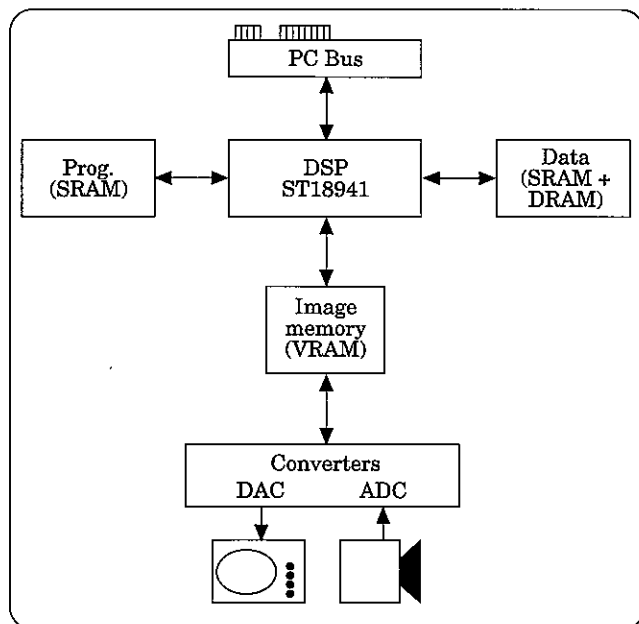 PC Bus
Prog.
(SRAM)
DSP
ST18941
Data
(SRAM +
DRAM)
Image
memory
(VRAM)
Converters
DAC ADC